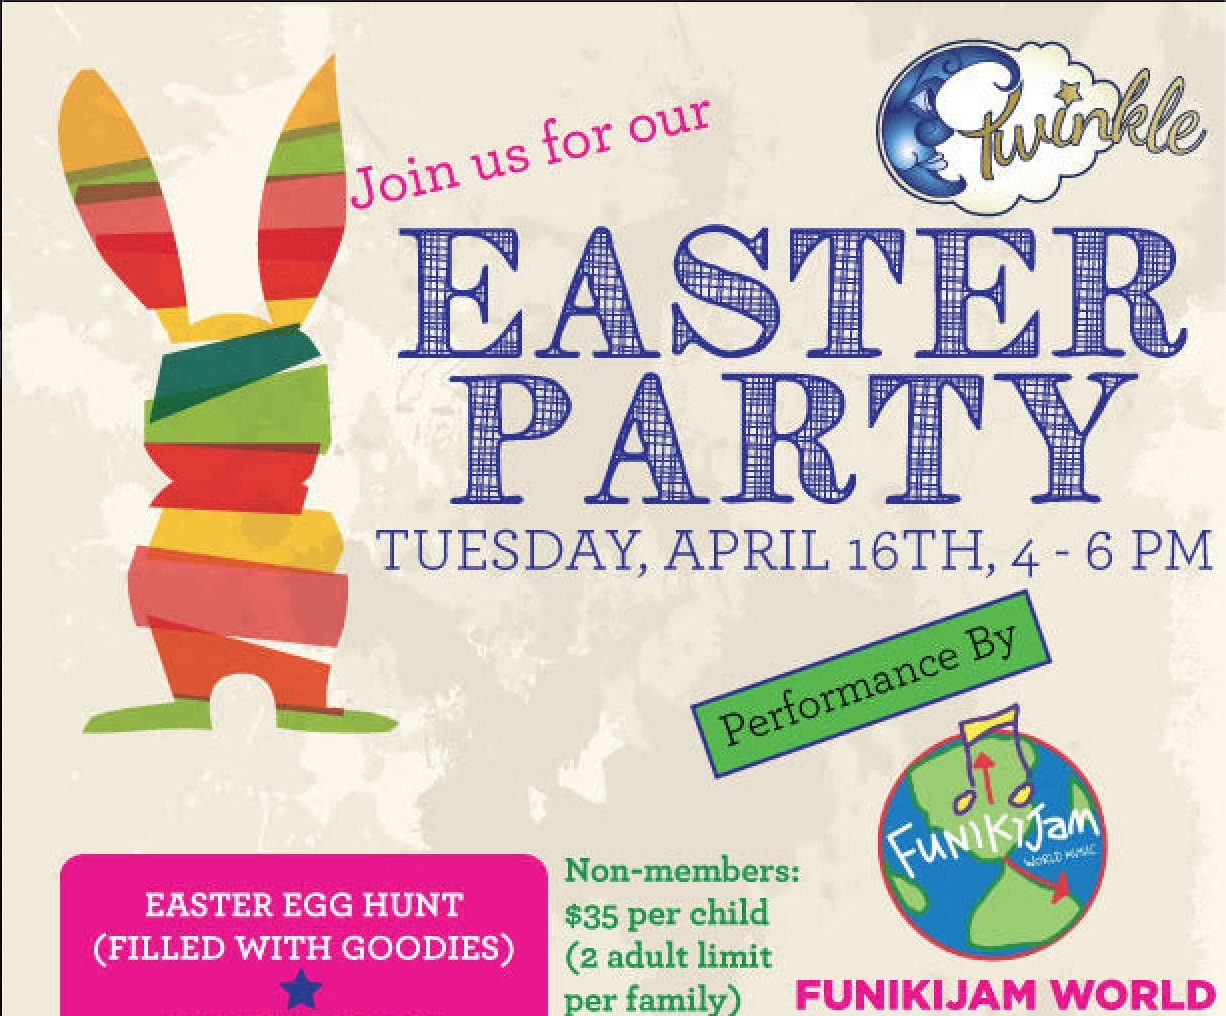 Join us for our
Twinkle
EASTER
PARTY
TUESDAY, APRIL 16TH, 4 - 6 PM
Performance By
FUNIKIJam
WORLD MUSIC
EASTER EGG HUNT
(FILLED WITH GOODIES)
Non-members:
$35 per child
(2 adult limit
per family)
FUNIKIJAM WORLD